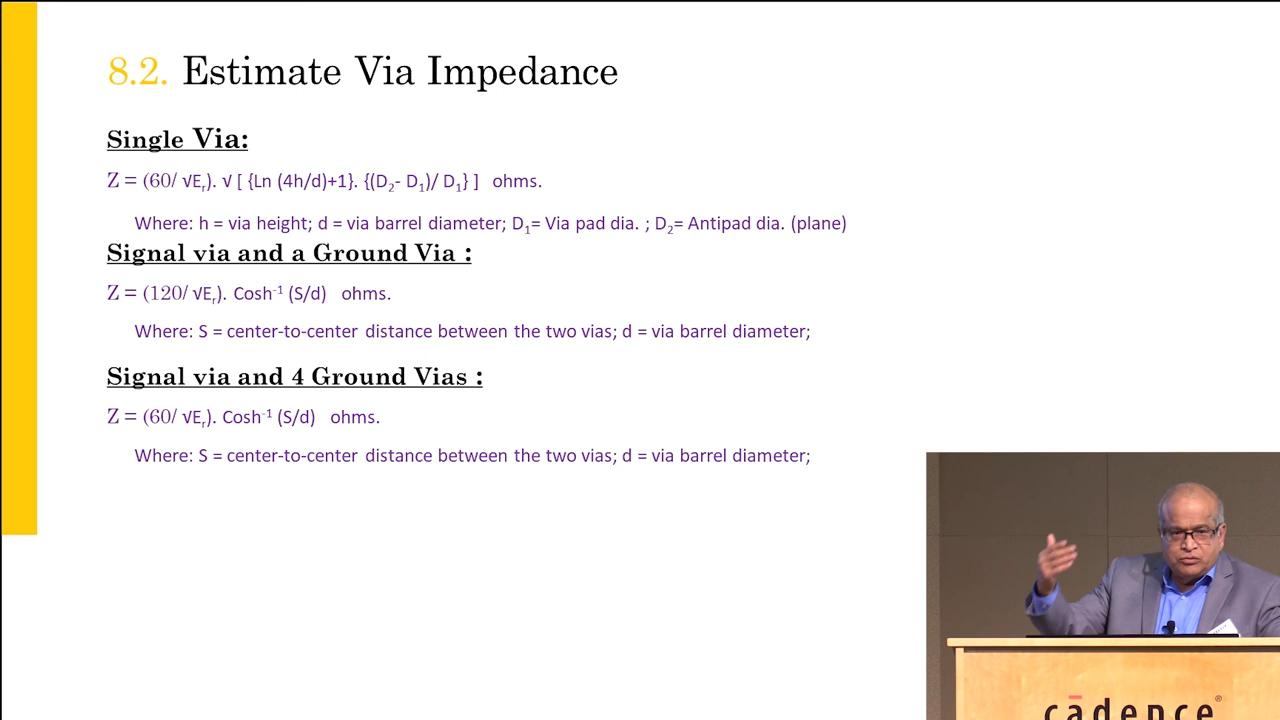 8.2. Estimate Via Impedance
Single Via:
Z = (60/ √Eᵣ). √ [ {Ln (4h/d)+1}. {(D₂- D₁)/ D₁} ] ohms.
Where: h = via height; d = via barrel diameter; D₁= Via pad dia. ; D₂= Antipad dia. (plane)
Signal via and a Ground Via :
Z = (120/ √Eᵣ). Cosh⁻¹ (S/d) ohms.
Where: S = center-to-center distance between the two vias; d = via barrel diameter;
Signal via and 4 Ground Vias :
Z = (60/ √Eᵣ). Cosh⁻¹ (S/d) ohms.
Where: S = center-to-center distance between the two vias; d = via barrel diameter;
cādence®